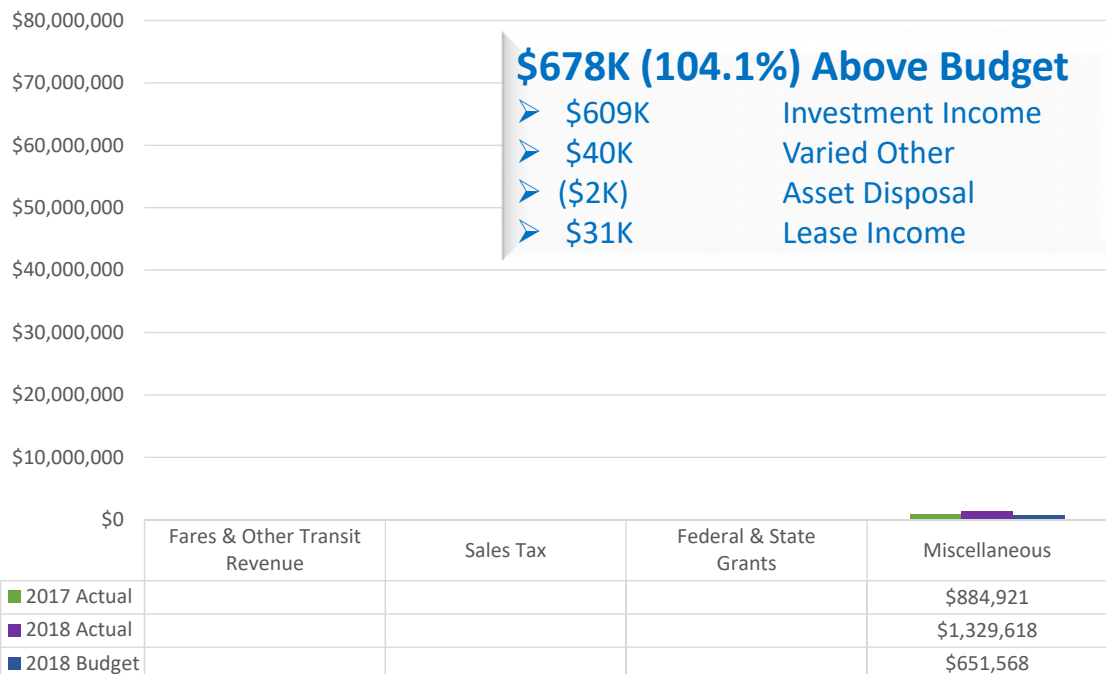 $80,000,000
$70,000,000
$60,000,000
$50,000,000
$40,000,000
$30,000,000
$20,000,000
$10,000,000
$0
$678K (104.1%) Above Budget
➢ $609K Investment Income
➢ $40K Varied Other
➢ ($2K) Asset Disposal
➢ $31K Lease Income
Fares & Other Transit
Revenue
Sales Tax
Federal & State
Grants
Miscellaneous
2017 Actual $884,921
2018 Actual $1,329,618
2018 Budget $651,568